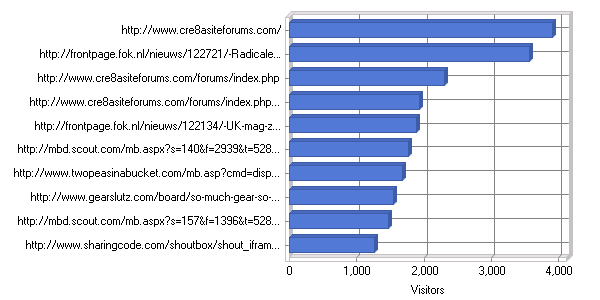 http://www.cre8asiteforums.com/
http://frontpage.fok.nl/nieuws/122721/-Radicale...
http://www.cre8asiteforums.com/forums/index.php
http://www.cre8asiteforums.com/forums/index.php...
http://frontpage.fok.nl/nieuws/122134/-UK-mag-z...
http://mbd.scout.com/mb.aspx?s=140&f=2939&t=528...
http://www.twopeasinabucket.com/mb.asp?cmd=disp...
http://www.gearslutz.com/board/so-much-gear-so-...
http://mbd.scout.com/mb.aspx?s=157&f=1396&t=528...
http://www.sharingcode.com/shoutbox/shout_ifram...
0 1,000 2,000 3,000 4,000
Visitors